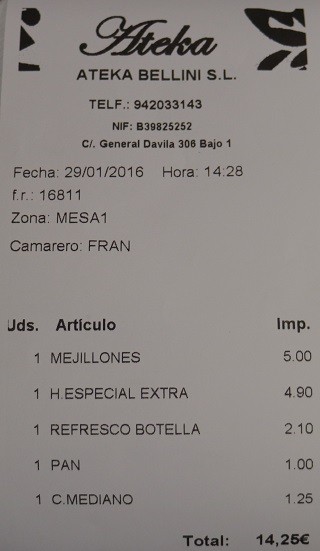 Ateka
ATEKA BELLINI S.L.
TELF.: 942033143
NIF: B39825252
C/. General Davila 306 Bajo 1
Fecha: 29/01/2016 Hora: 14:28
f.r.: 16811
Zona: MESA1
Camarero: FRAN
Uds. Artículo Imp.
1 MEJILLONES 5.00
1 H.ESPECIAL EXTRA 4.90
1 REFRESCO BOTELLA 2.10
1 PAN 1.00
1 C.MEDIANO 1.25
Total: 14,25€